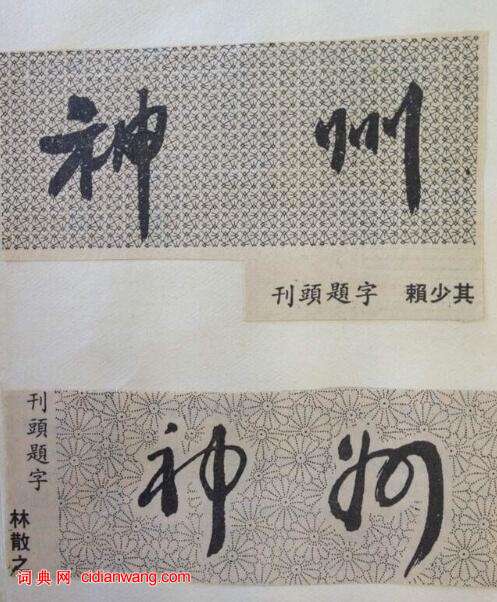 神州
刊頭題字 賴少其
刊頭題字 林散之
神州
词典网 cidianwang.com